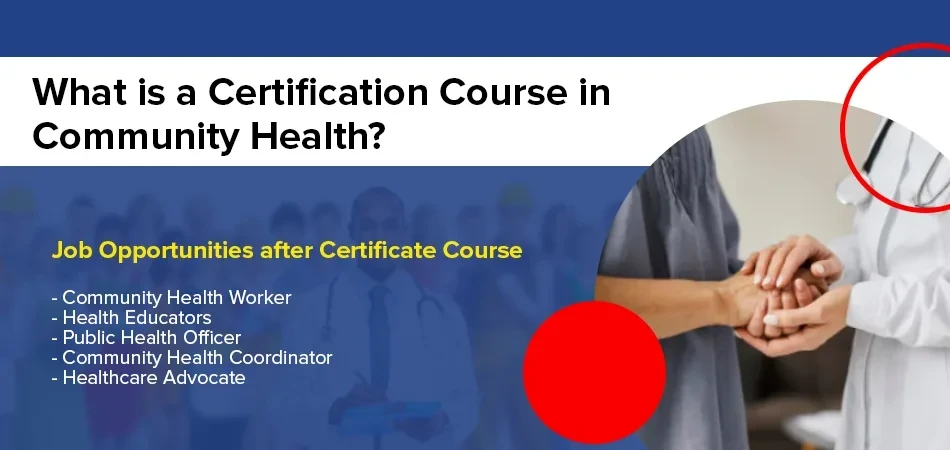 What is a Certification Course in
Community Health?
Job Opportunities after Certificate Course
- Community Health Worker
- Health Educators
- Public Health Officer
- Community Health Coordinator
- Healthcare Advocate